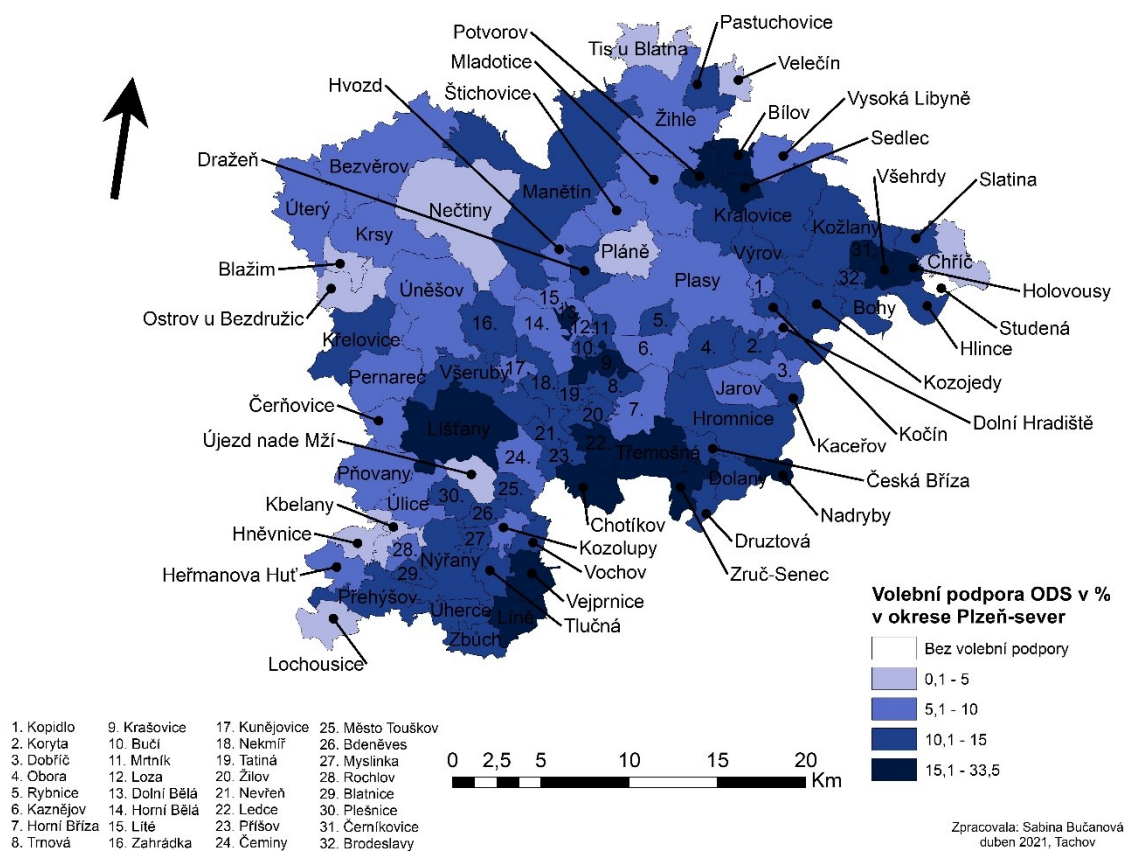 Pastuchovice
Potvorov
Tis u Blatna
Mladotice
Velečín
Hvozd
Štichovice
Vysoká Libyně
Bílov
Žihle
Sedlec
Dražeň
Bezvěrov
Všehrdy
Slatina
Manětín
Nečtiny
Úterý
Kralovice
Kožlany
Krsy
Pláně
Výrov
31.
Chříč
Blažim
Plasy
32.
Holovousy
Úněšov
1.
Bohy
15.
13.
Ostrov u Bezdružic
16.
14.
12.
11.
5.
Studená
Křelovice
10.
6.
4.
2.
Hlince
Pernarec
Všeruby
17.
9.
3.
Kozojedy
18.
19.
8.
Jarov
Čerňovice
20.
7.
Hromnice
Dolní Hradiště
Líšťany
21.
22.
Kočín
Kaceřov
Újezd nade Mží
24.
23.
Třemošná
Česká Bříza
Pňovany
Dolany
30.
25.
Nadryby
Kbelany
Úlice
26.
Chotíkov
Druztová
Hněvnice
27.
Kozolupy
28.
Nýřany
Vochov
Zruč-Senec
Heřmanova Huť
29.
Vejprnice
Přehýšov
Úherce
Líně
Tlučná
Zbůch
Lochousice
Volební podpora ODS v %
v okrese Plzeň-sever
Bez volební podpory
0,1 - 5
5,1 - 10
10,1 - 15
15,1 - 33,5
1. Kopidlo
2. Koryta
3. Dobříč
4. Obora
5. Rybnice
6. Kaznějov
7. Horní Bříza
8. Trnová
9. Krašovice
10. Bučí
11. Mrtník
12. Loza
13. Dolní Bělá
14. Horní Bělá
15. Líté
16. Zahrádka
17. Kunějovice
18. Nekmíř
19. Tatiná
20. Žilov
21. Nevřeň
22. Ledce
23. Příšov
24. Čeminy
25. Město Touškov
26. Bdeněves
27. Myslinka
28. Rochlov
29. Blatnice
30. Plešnice
31. Černíkovice
32. Brodeslavy
0 2,5 5 10 15 20
Km
Zpracovala: Sabina Bučanová
duben 2021, Tachov